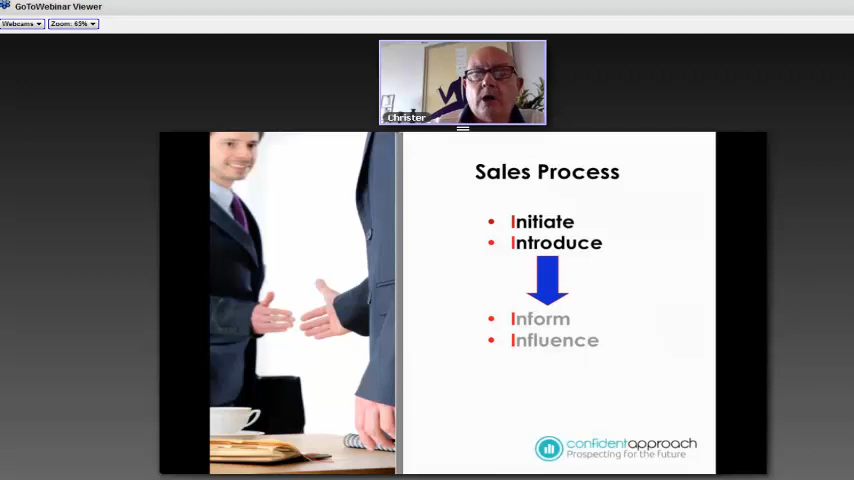 GoToWebinar Viewer
Webcams
Zoom: 65%
Christer
Sales Process
• Initiate
• Introduce
• Inform
• Influence
confidentapproach
Prospecting for the future